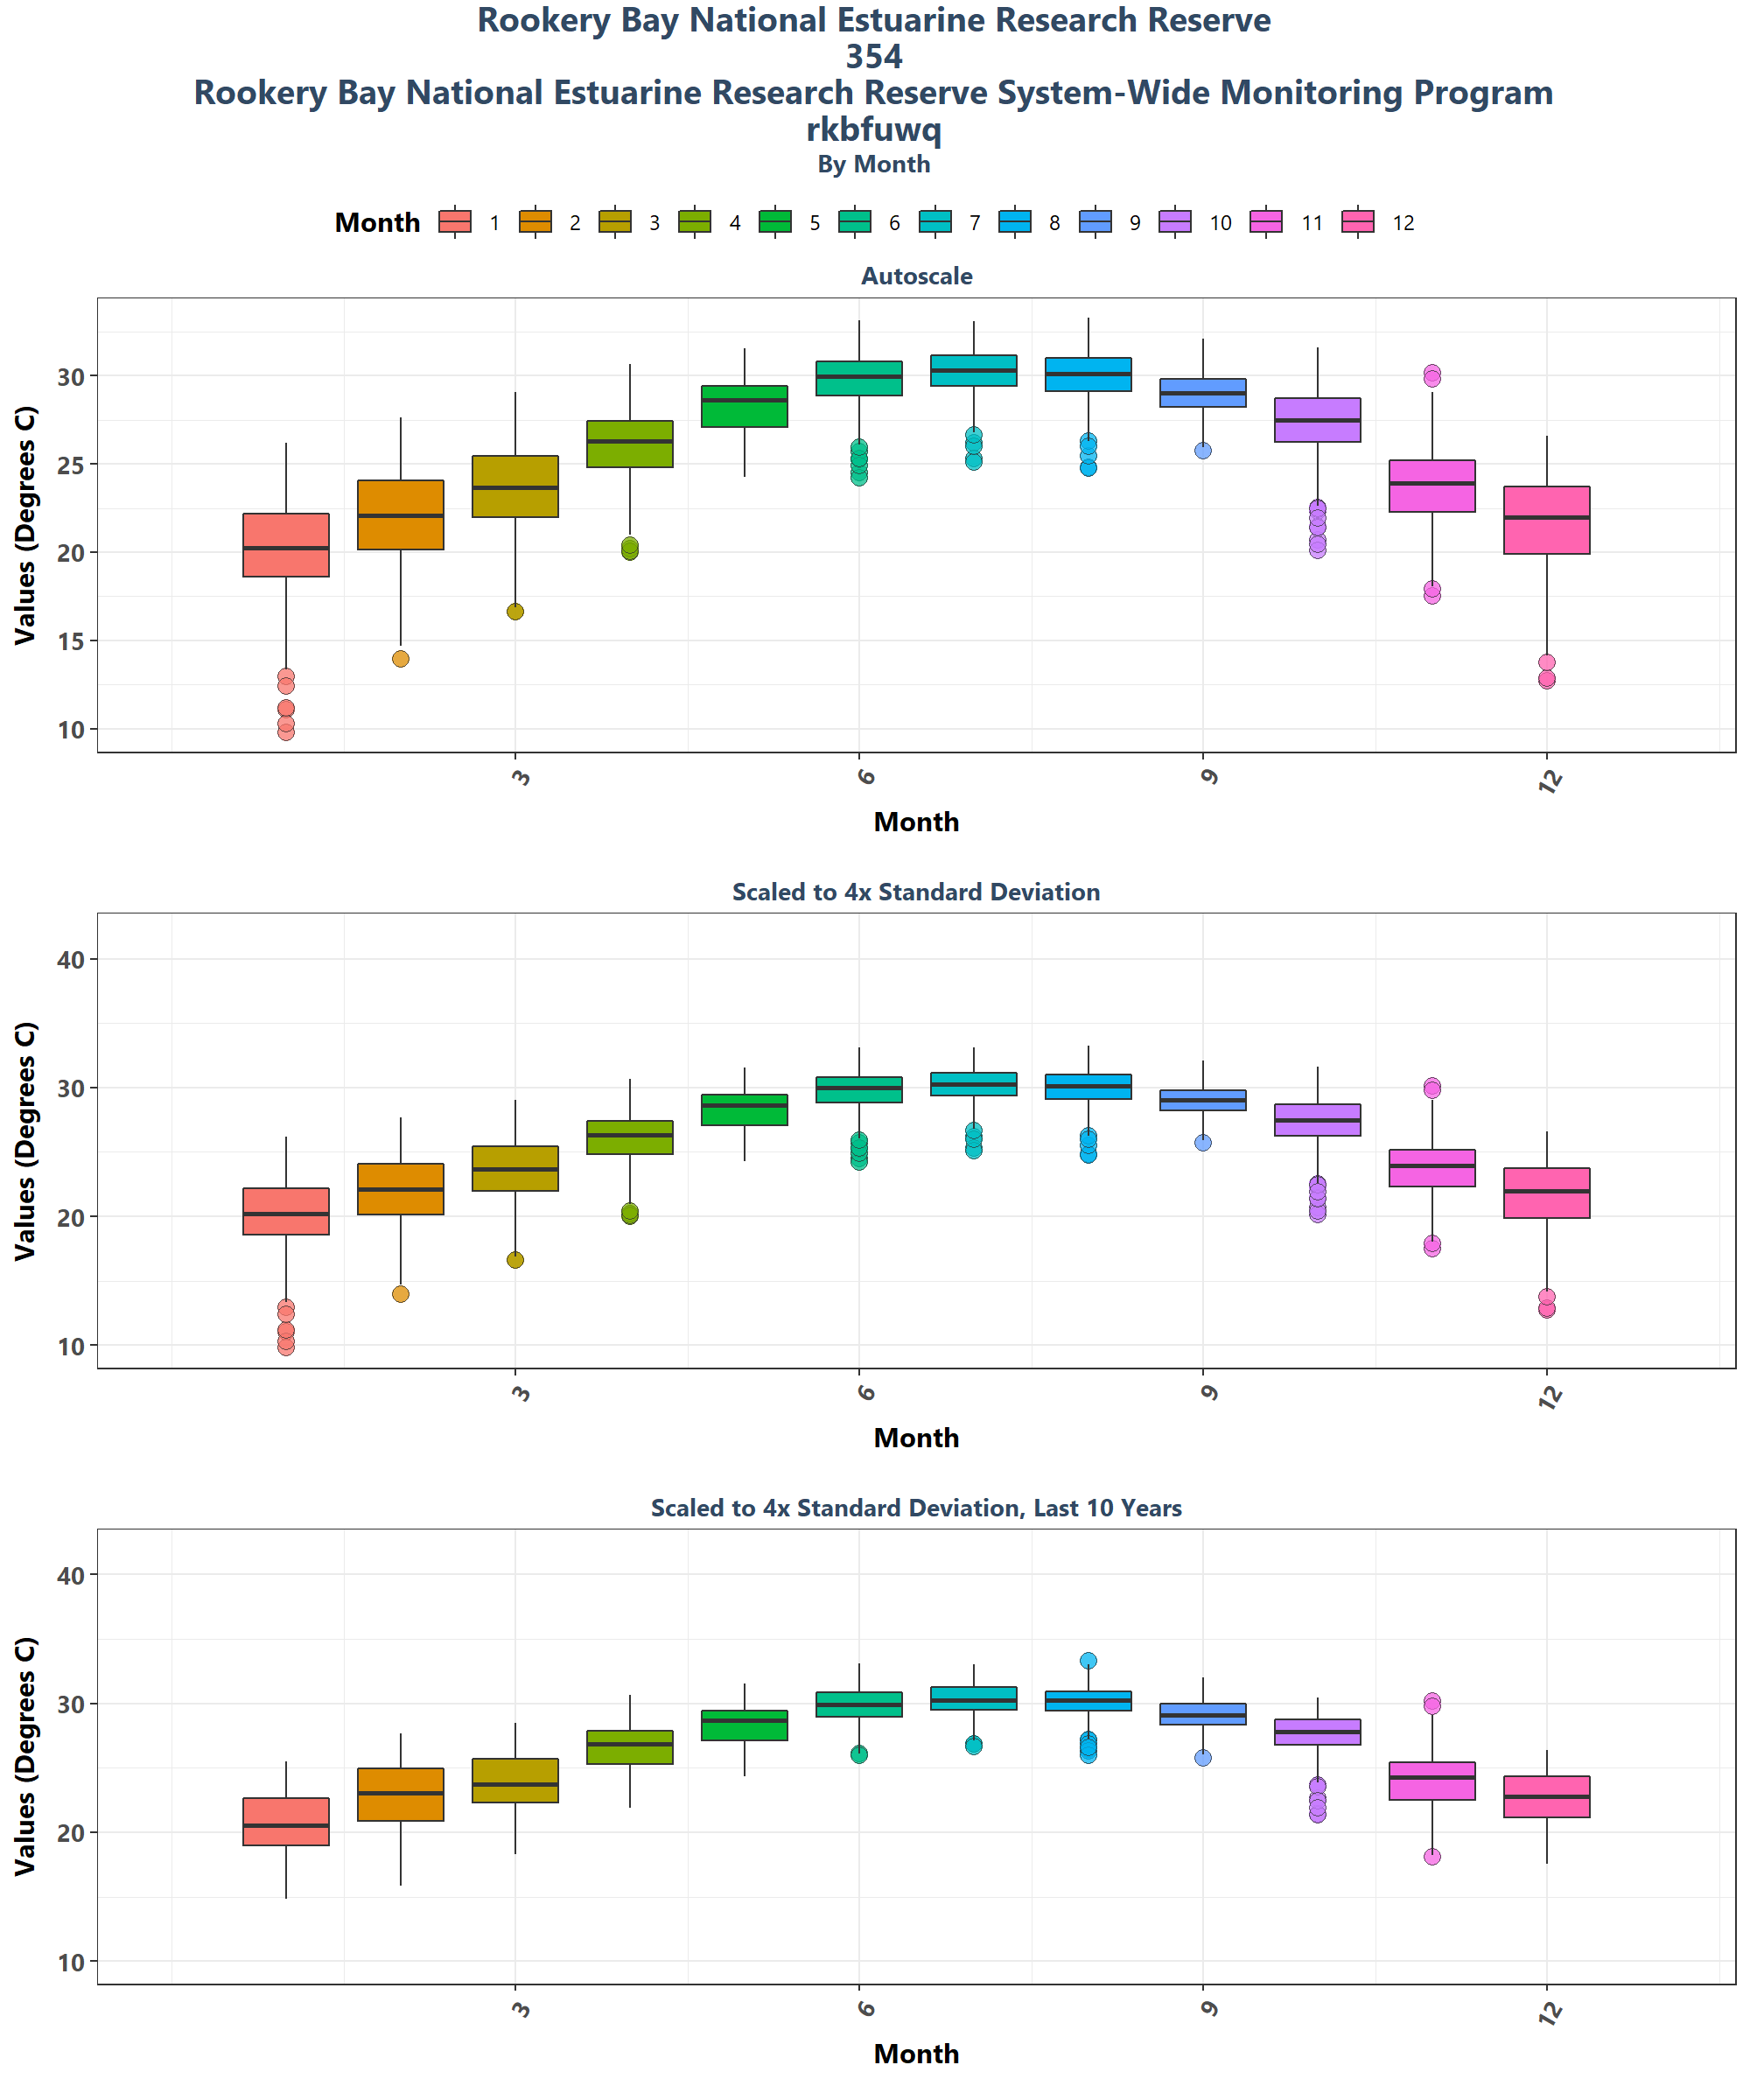 Rookery Bay National Estuarine Research Reserve
354
Rookery Bay National Estuarine Research Reserve System-Wide Monitoring Program
rkbfuwq
By Month
Month 1 2 3 4 5 6 7 8 9 10 11 12
Autoscale
Values (Degrees C)
30
25
20
15
10
3 6 9 12
Month
Scaled to 4x Standard Deviation
Values (Degrees C)
40
30
20
10
3 6 9 12
Month
Scaled to 4x Standard Deviation, Last 10 Years
Values (Degrees C)
40
30
20
10
3 6 9 12
Month